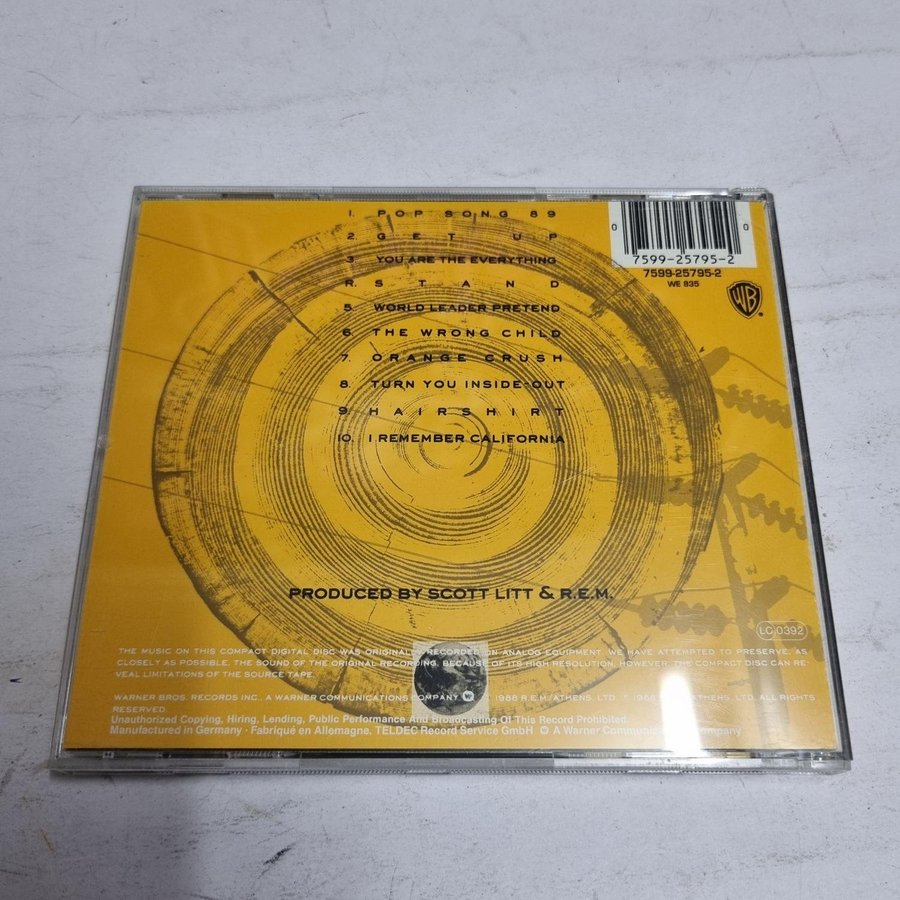 1. POP SONG 89
2. GET UP
3. YOU ARE THE EVERYTHING
R. STAND
5. WORLD LEADER PRETEND
6. THE WRONG CHILD
7. ORANGE CRUSH
8. TURN YOU INSIDE-OUT
9. HAIRSHIRT
10. I REMEMBER CALIFORNIA
0 7599-25795-2 0
7599-25795-2
WE 835
WB
PRODUCED BY SCOTT LITT & R.E.M.
LC 0392
THE MUSIC ON THIS COMPACT DIGITAL DISC WAS ORIGINALLY RECORDED ON ANALOG EQUIPMENT. WE HAVE ATTEMPTED TO PRESERVE, AS
CLOSELY AS POSSIBLE, THE SOUND OF THE ORIGINAL RECORDING. BECAUSE OF ITS HIGH RESOLUTION, HOWEVER, THE COMPACT DISC CAN RE-
VEAL LIMITATIONS OF THE SOURCE TAPE.
WARNER BROS. RECORDS INC., A WARNER COMMUNICATIONS COMPANY 1988 R.E.M./ATHENS, LTD. ATHENS, LTD. ALL RIGHTS
RESERVED.
Unauthorized Copying, Hiring, Lending, Public Performance And Broadcasting Of This Record Prohibited.
Manufactured in Germany · Fabriqué en Allemagne. TELDEC Record Service GmbH A Warner Company